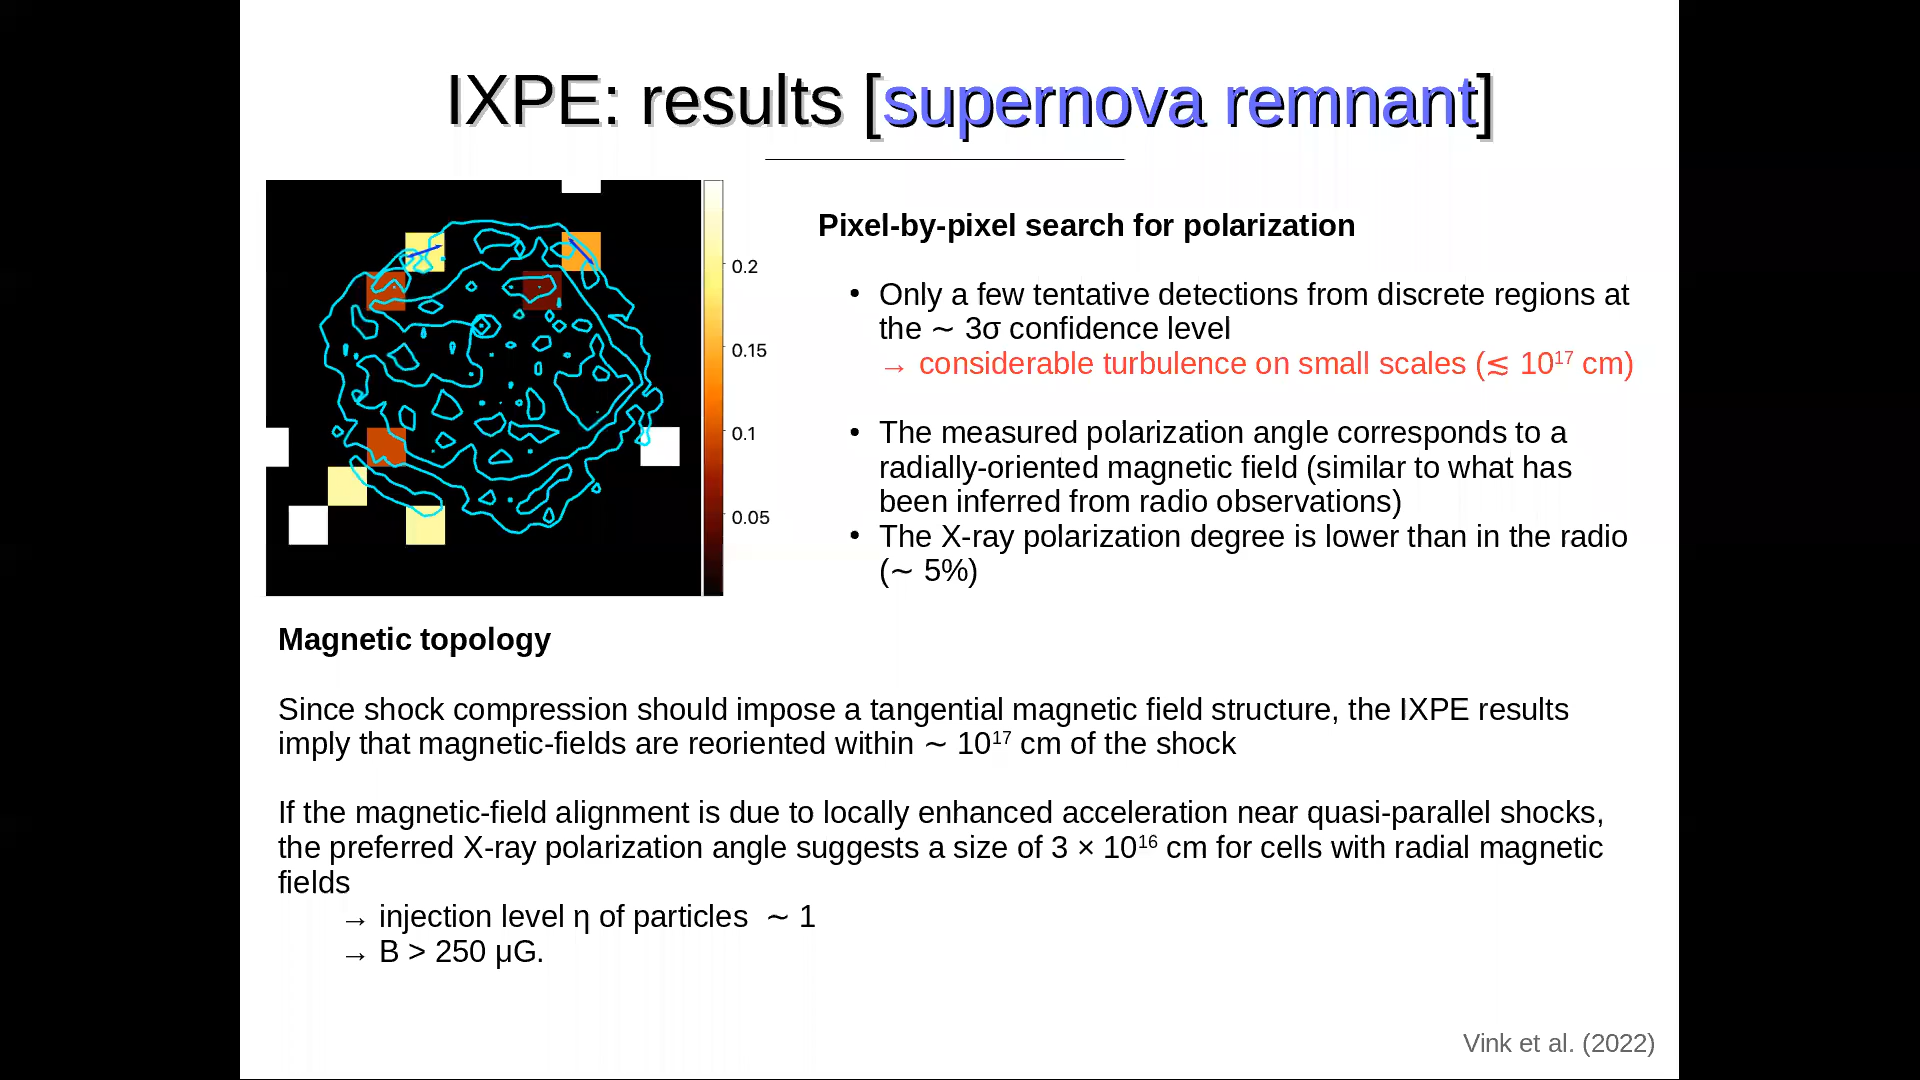 IXPE: results [supernova remnant]
0.2
0.15
0.1
0.05
Pixel-by-pixel search for polarization
• Only a few tentative detections from discrete regions at
the ∼ 3σ confidence level
→ considerable turbulence on small scales (≲ 10¹⁷ cm)
• The measured polarization angle corresponds to a
radially-oriented magnetic field (similar to what has
been inferred from radio observations)
• The X-ray polarization degree is lower than in the radio
(∼ 5%)
Magnetic topology
Since shock compression should impose a tangential magnetic field structure, the IXPE results
imply that magnetic-fields are reoriented within ∼ 10¹⁷ cm of the shock
If the magnetic-field alignment is due to locally enhanced acceleration near quasi-parallel shocks,
the preferred X-ray polarization angle suggests a size of 3 × 10¹⁶ cm for cells with radial magnetic
fields
→ injection level η of particles ∼ 1
→ B > 250 μG.
Vink et al. (2022)